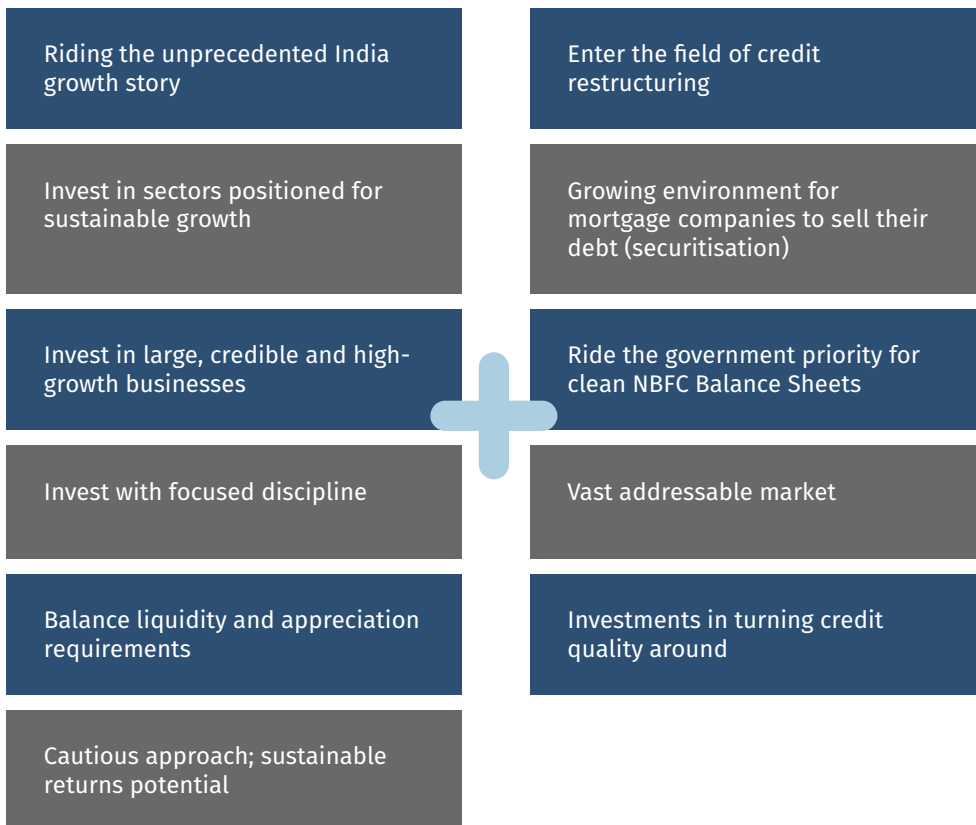 Riding the unprecedented India
growth story
Invest in sectors positioned for
sustainable growth
Invest in large, credible and high-
growth businesses
Invest with focused discipline
Balance liquidity and appreciation
requirements
Cautious approach; sustainable
returns potential
Enter the field of credit
restructuring
Growing environment for
mortgage companies to sell their
debt (securitisation)
Ride the government priority for
clean NBFC Balance Sheets
Vast addressable market
Investments in turning credit
quality around